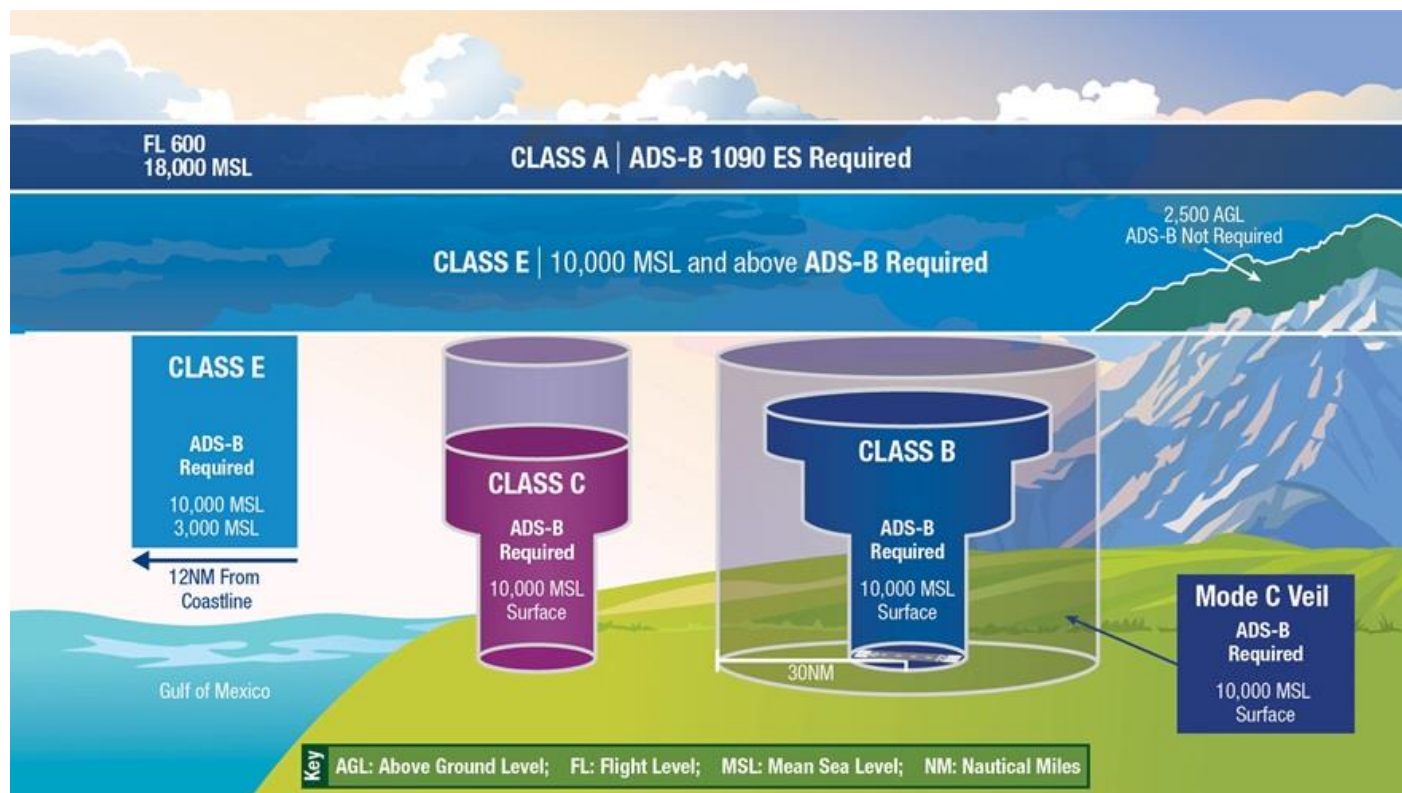 FL 600
18,000 MSL
CLASS A | ADS-B 1090 ES Required
2,500 AGL
ADS-B Not Required
CLASS E | 10,000 MSL and above ADS-B Required
CLASS E
ADS-B
Required
10,000 MSL
3,000 MSL
12NM From
Coastline
Gulf of Mexico
CLASS C
ADS-B
Required
10,000 MSL
Surface
CLASS B
ADS-B
Required
10,000 MSL
Surface
30NM
Mode C Veil
ADS-B
Required
10,000 MSL
Surface
Key
AGL: Above Ground Level; FL: Flight Level; MSL: Mean Sea Level; NM: Nautical Miles